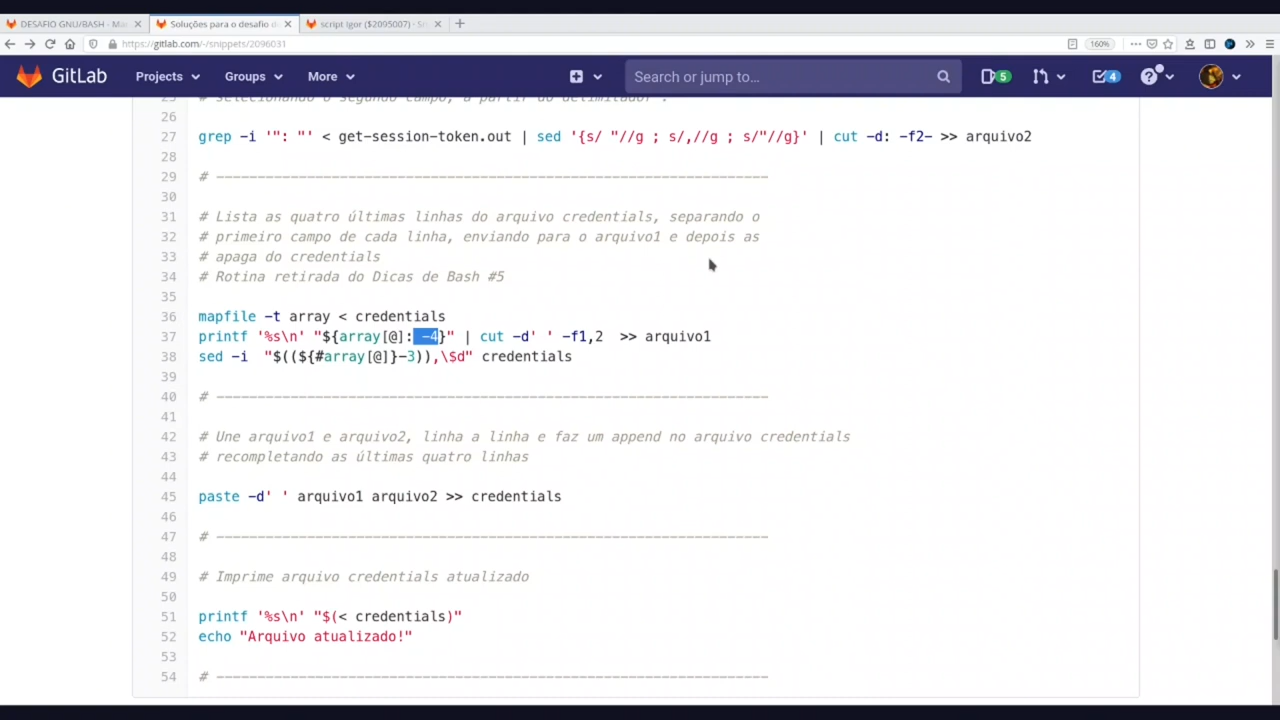 DESAFIO GNU/BASH - Ma
Soluções para o desafio d
script igor ($2095007) · Sn
https://gitlab.com/-/snippets/2096031
160%
GitLab
Projects
Groups
More
Search or jump to...
5
4
25 # selecionando o segundo campo, a partir do delimitador :
26
27 grep -i '": "' < get-session-token.out | sed '{s/ "//g ; s/,//g ; s/"//g}' | cut -d: -f2- >> arquivo2
28
29 # -------------------------------------------------------------------
30
31 # Lista as quatro últimas linhas do arquivo credentials, separando o
32 # primeiro campo de cada linha, enviando para o arquivo1 e depois as
33 # apaga do credentials
34 # Rotina retirada do Dicas de Bash #5
35
36 mapfile -t array < credentials
37 printf '%s\n' "${array[@]: -4}" | cut -d' ' -f1,2  >> arquivo1
38 sed -i  "$((${#array[@]}-3)),\$d" credentials
39
40 # -------------------------------------------------------------------
41
42 # Une arquivo1 e arquivo2, linha a linha e faz um append no arquivo credentials
43 # recompletando as últimas quatro linhas
44
45 paste -d' ' arquivo1 arquivo2 >> credentials
46
47 # -------------------------------------------------------------------
48
49 # Imprime arquivo credentials atualizado
50
51 printf '%s\n' "$(< credentials)"
52 echo "Arquivo atualizado!"
53
54 # -------------------------------------------------------------------